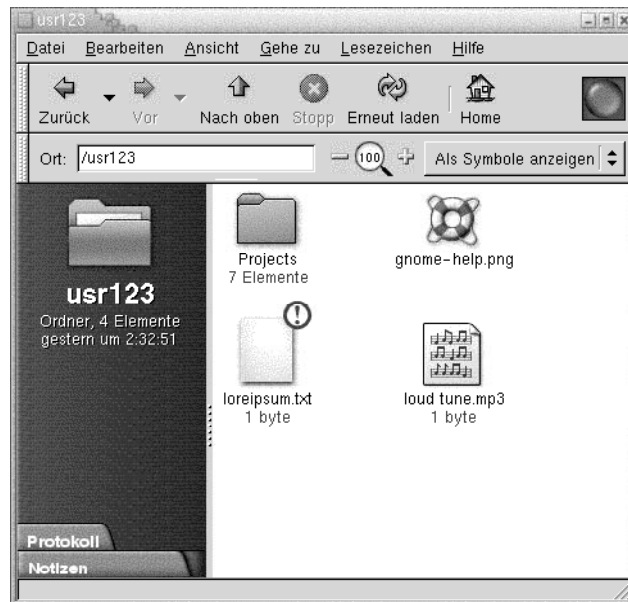 usr123
Datei Bearbeiten Ansicht Gehe zu Lesezeichen Hilfe
Zurück Vor Nach oben Stopp Erneut laden Home
Ort: /usr123 100 Als Symbole anzeigen
usr123
Ordner, 4 Elemente
gestern um 2:32:51
Projects
7 Elemente
gnome-help.png
loreipsum.txt
1 byte
loud tune.mp3
1 byte
Protokoll
Notizen